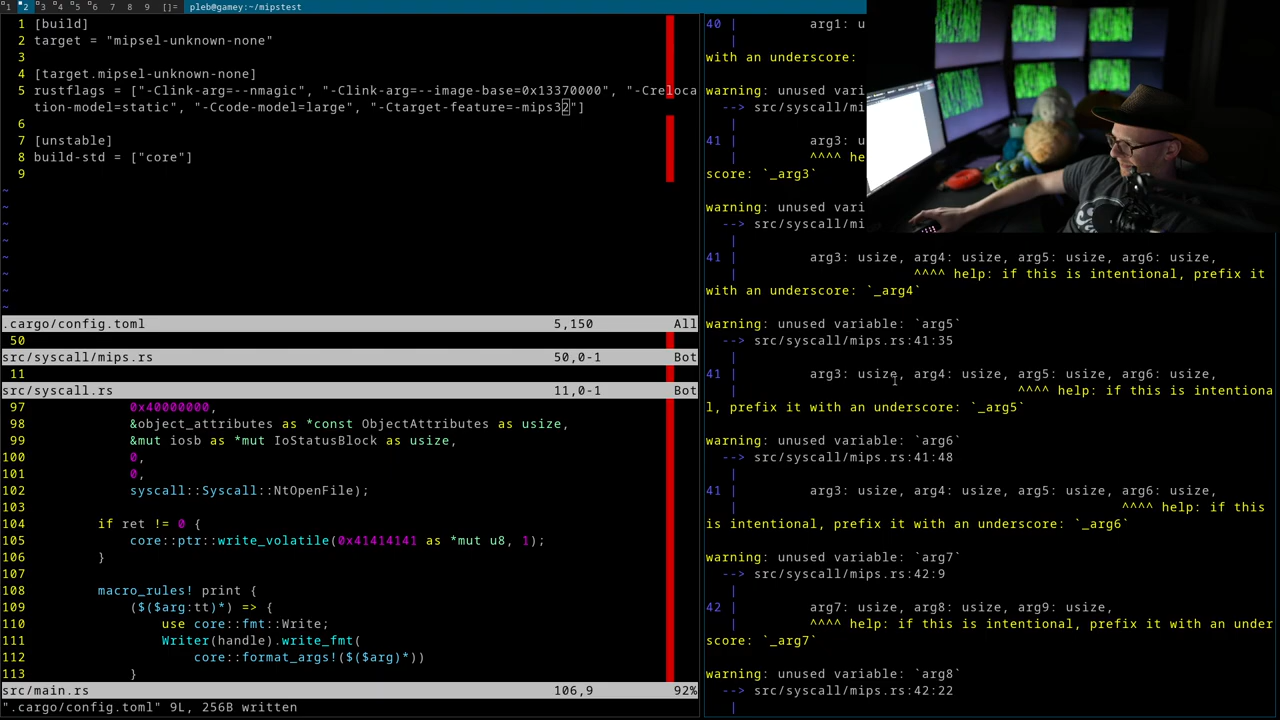 1 2 3 4 5 6 7 8 9 []= pleb@gamey:~/mipstest
1 [build]
2 target = "mipsel-unknown-none"
3
4 [target.mipsel-unknown-none]
5 rustflags = ["-Clink-arg=--nmagic", "-Clink-arg=--image-base=0x13370000", "-Creloca
tion-model=static", "-Ccode-model=large", "-Ctarget-feature=-mips32"]
6
7 [unstable]
8 build-std = ["core"]
9
~
~
~
~
~
~
~
~
.cargo/config.toml 5,150 All
50
src/syscall/mips.rs 50,0-1 Bot
11
src/syscall.rs 11,0-1 Bot
97 0x40000000,
98 &object_attributes as *const ObjectAttributes as usize,
99 &mut iosb as *mut IoStatusBlock as usize,
100 0,
101 0,
102 syscall::Syscall::NtOpenFile);
103
104 if ret != 0 {
105 core::ptr::write_volatile(0x41414141 as *mut u8, 1);
106 }
107
108 macro_rules! print {
109 ($($arg:tt)*) => {
110 use core::fmt::Write;
111 Writer(handle).write_fmt(
112 core::format_args!($($arg)*))
113 }
src/main.rs 106,9 92%
".cargo/config.toml" 9L, 256B written
40 | arg1: u
|
with an underscore:
warning: unused vari
--> src/syscall/mi
|
41 | arg3: u
| ^^^^ he
score: `_arg3`
warning: unused vari
--> src/syscall/mi
|
41 | arg3: usize, arg4: usize, arg5: usize, arg6: usize,
| ^^^^ help: if this is intentional, prefix it
with an underscore: `_arg4`
warning: unused variable: `arg5`
--> src/syscall/mips.rs:41:35
|
41 | arg3: usize, arg4: usize, arg5: usize, arg6: usize,
| ^^^^ help: if this is intentiona
l, prefix it with an underscore: `_arg5`
warning: unused variable: `arg6`
--> src/syscall/mips.rs:41:48
|
41 | arg3: usize, arg4: usize, arg5: usize, arg6: usize,
| ^^^^ help: if this
is intentional, prefix it with an underscore: `_arg6`
warning: unused variable: `arg7`
--> src/syscall/mips.rs:42:9
|
42 | arg7: usize, arg8: usize, arg9: usize,
| ^^^^ help: if this is intentional, prefix it with an under
score: `_arg7`
warning: unused variable: `arg8`
--> src/syscall/mips.rs:42:22
|